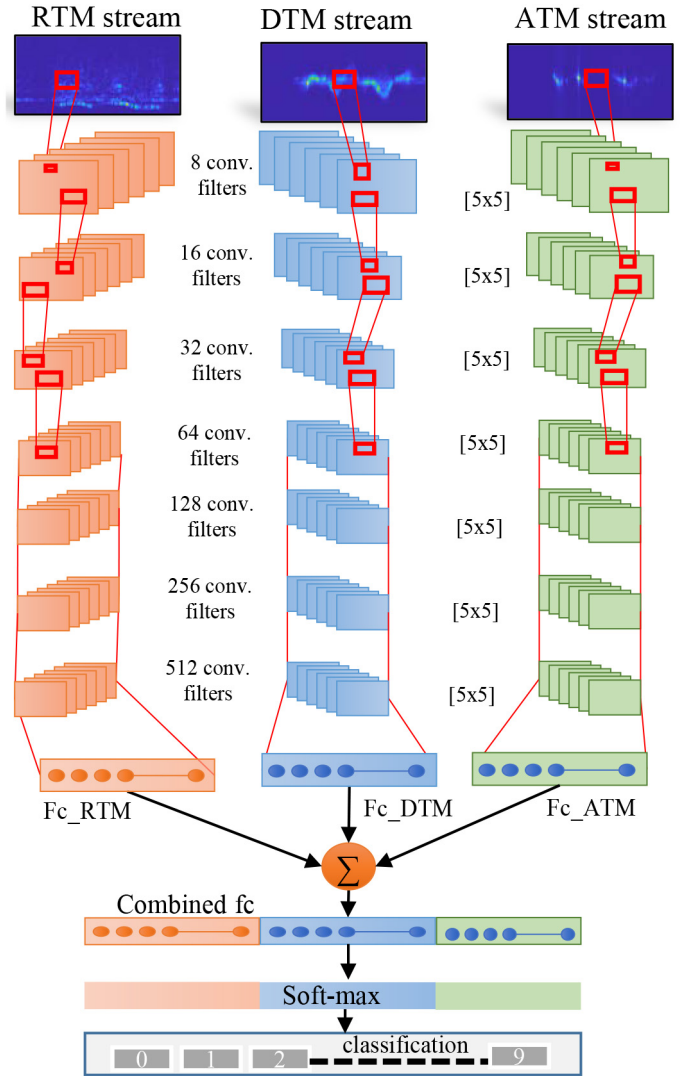 RTM stream
DTM stream
ATM stream
8 conv.
filters
[5x5]
16 conv.
filters
[5x5]
32 conv.
filters
[5x5]
64 conv.
filters
[5x5]
128 conv.
filters
[5x5]
256 conv.
filters
[5x5]
512 conv.
filters
[5x5]
Fc_RTM
Fc_DTM
Fc_ATM
Σ
Combined fc
Soft-max
classification
0 1 2 9